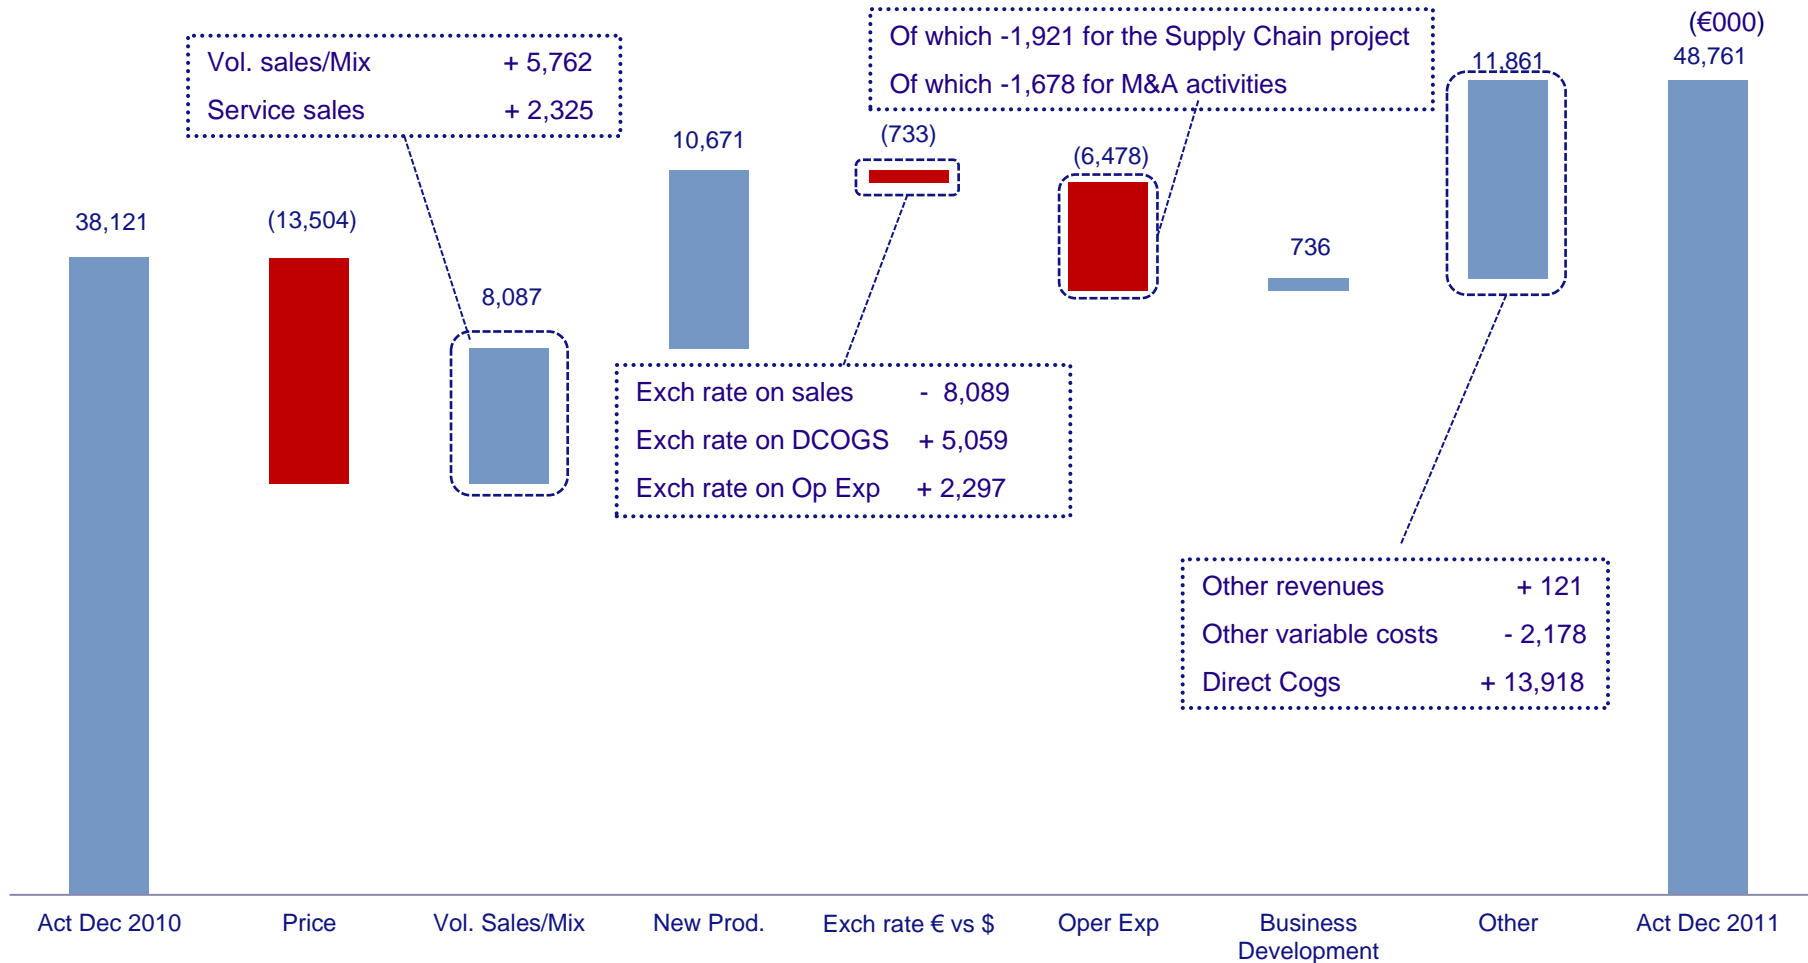 (€000)
Vol. sales/Mix + 5,762
Service sales + 2,325
Of which -1,921 for the Supply Chain project
Of which -1,678 for M&A activities
38,121
(13,504)
8,087
10,671
(733)
(6,478)
736
11,861
48,761
Exch rate on sales - 8,089
Exch rate on DCOGS + 5,059
Exch rate on Op Exp + 2,297
Other revenues + 121
Other variable costs - 2,178
Direct Cogs + 13,918
Act Dec 2010
Price
Vol. Sales/Mix
New Prod.
Exch rate € vs $
Oper Exp
Business
Development
Other
Act Dec 2011